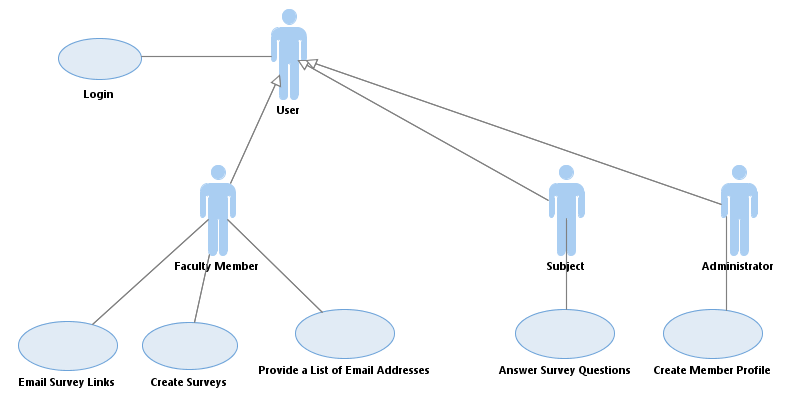 Login
User
Faculty Member
Subject
Administrator
Email Survey Links
Create Surveys
Provide a List of Email Addresses
Answer Survey Questions
Create Member Profile